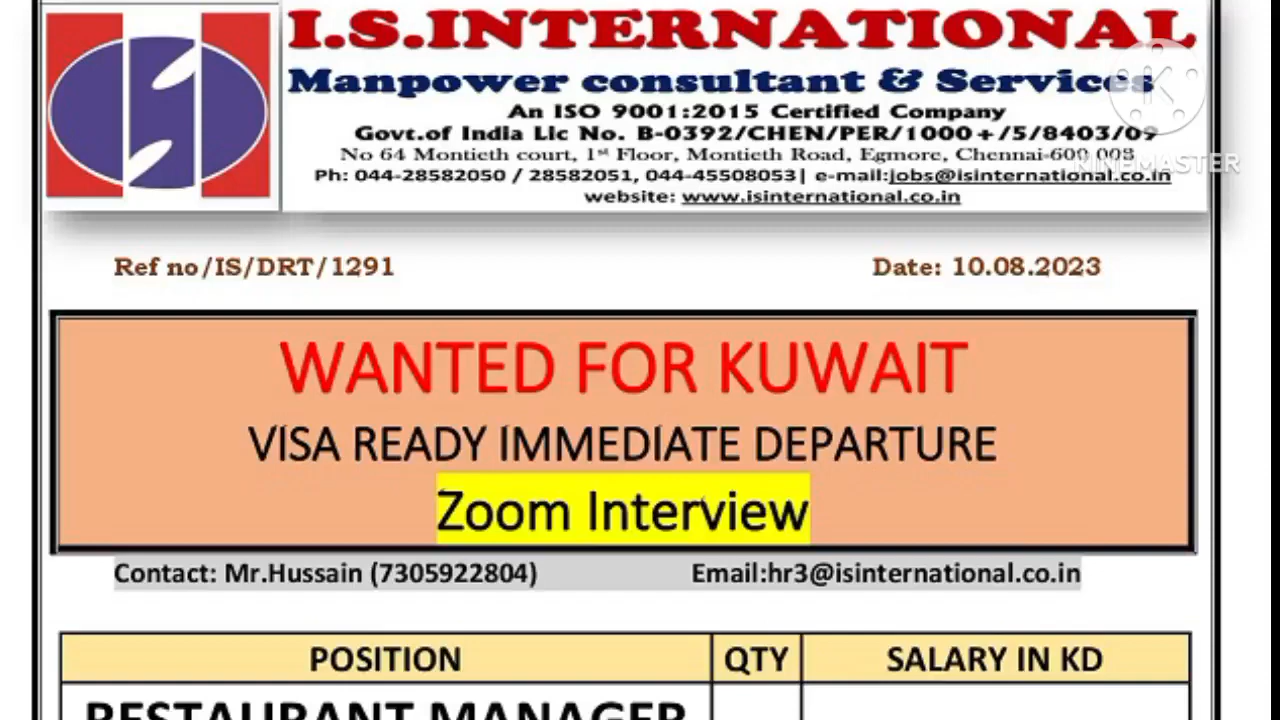 I.S.INTERNATIONAL
Manpower consultant & Services
An ISO 9001:2015 Certified Company
Govt.of India Lic No. B-0392/CHEN/PER/1000+/5/8403/09
No 64 Montieth court, 1st Floor, Montieth Road, Egmore, Chennai-600 008
Ph: 044-28582050 / 28582051, 044-45508053| e-mail:jobs@isinternational.co.in
website: www.isinternational.co.in
KINEMASTER
Ref no/IS/DRT/1291 Date: 10.08.2023
WANTED FOR KUWAIT
VISA READY IMMEDIATE DEPARTURE
Zoom Interview
Contact: Mr.Hussain (7305922804) Email:hr3@isinternational.co.in
POSITION QTY SALARY IN KD
RESTAURANT MANAGER